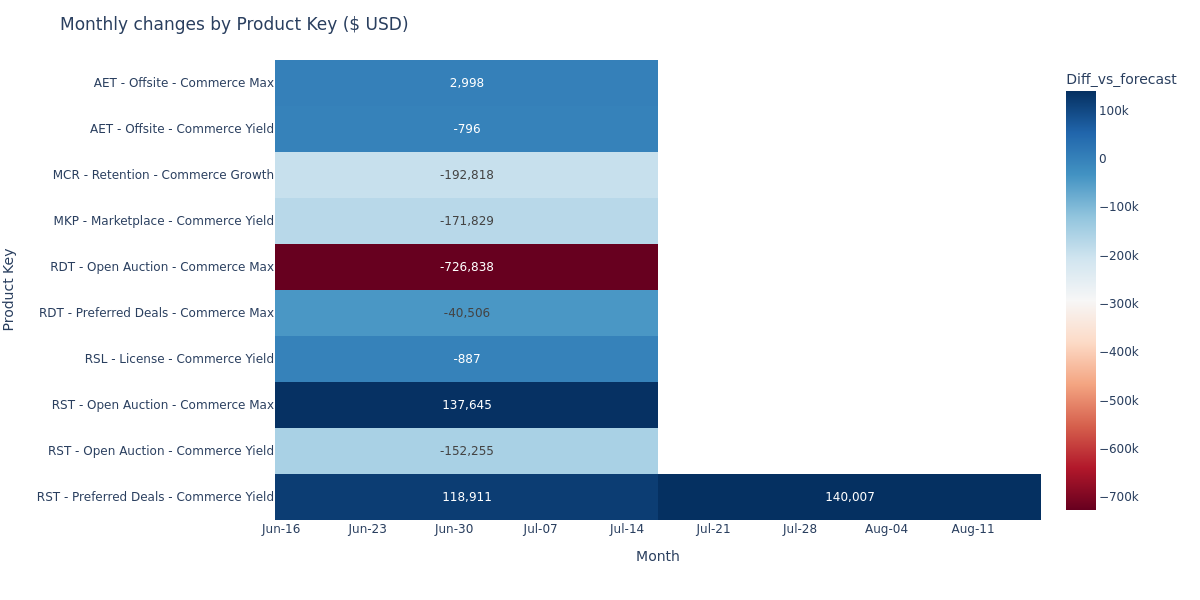 Monthly changes by Product Key ($ USD)
Diff_vs_forecast
AET - Offsite - Commerce Max 2,998
AET - Offsite - Commerce Yield -796
MCR - Retention - Commerce Growth -192,818
MKP - Marketplace - Commerce Yield -171,829
RDT - Open Auction - Commerce Max -726,838
RDT - Preferred Deals - Commerce Max -40,506
RSL - License - Commerce Yield -887
RST - Open Auction - Commerce Max 137,645
RST - Open Auction - Commerce Yield -152,255
RST - Preferred Deals - Commerce Yield 118,911 140,007
Product Key
Jun-16 Jun-23 Jun-30 Jul-07 Jul-14 Jul-21 Jul-28 Aug-04 Aug-11
Month
100k
0
−100k
−200k
−300k
−400k
−500k
−600k
−700k